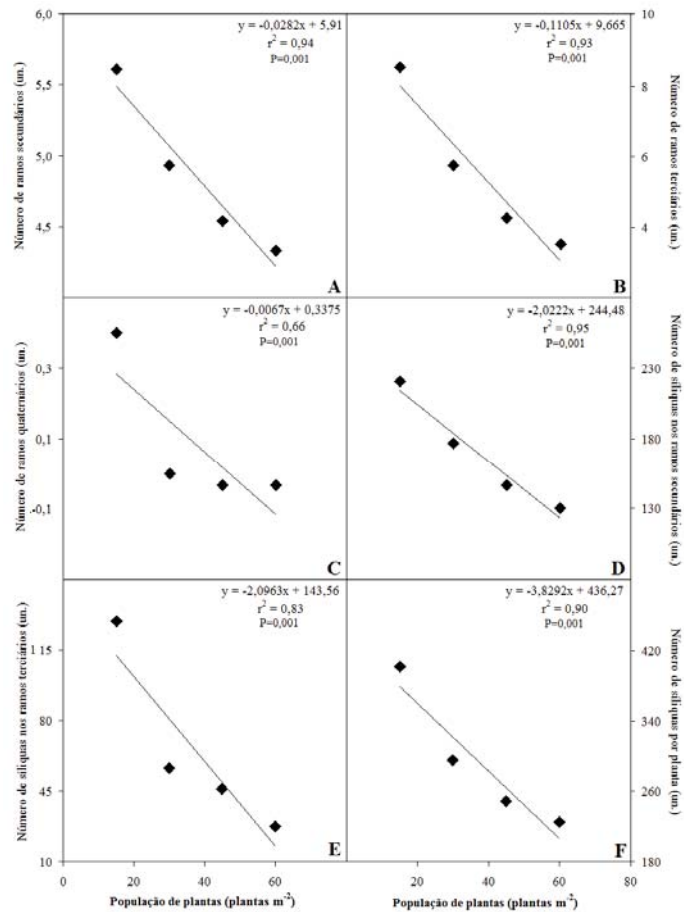 6,0
5,5
5,0
4,5
Número de ramos secundários (un.)
y = -0,0282x + 5,91
r² = 0,94
P=0,001
A
y = -0,1105x + 9,665
r² = 0,93
P=0,001
B
10
8
6
4
2
Número de ramos terciários (un.)
0,3
0,1
-0,1
Número de ramos quaternários (un.)
y = -0,0067x + 0,3375
r² = 0,66
P=0,001
C
y = -2,0222x + 244,48
r² = 0,95
P=0,001
D
230
180
130
Número de síliquas nos ramos secundários (un.)
115
80
45
10
Número de síliquas nos ramos terciários (un.)
y = -2,0963x + 143,56
r² = 0,83
P=0,001
E
y = -3,8292x + 436,27
r² = 0,90
P=0,001
F
420
340
260
180
Número de síliquas por planta (un.)
0 20 40 60
20 40 60 80
População de plantas (plantas m⁻²)
População de plantas (plantas m⁻²)